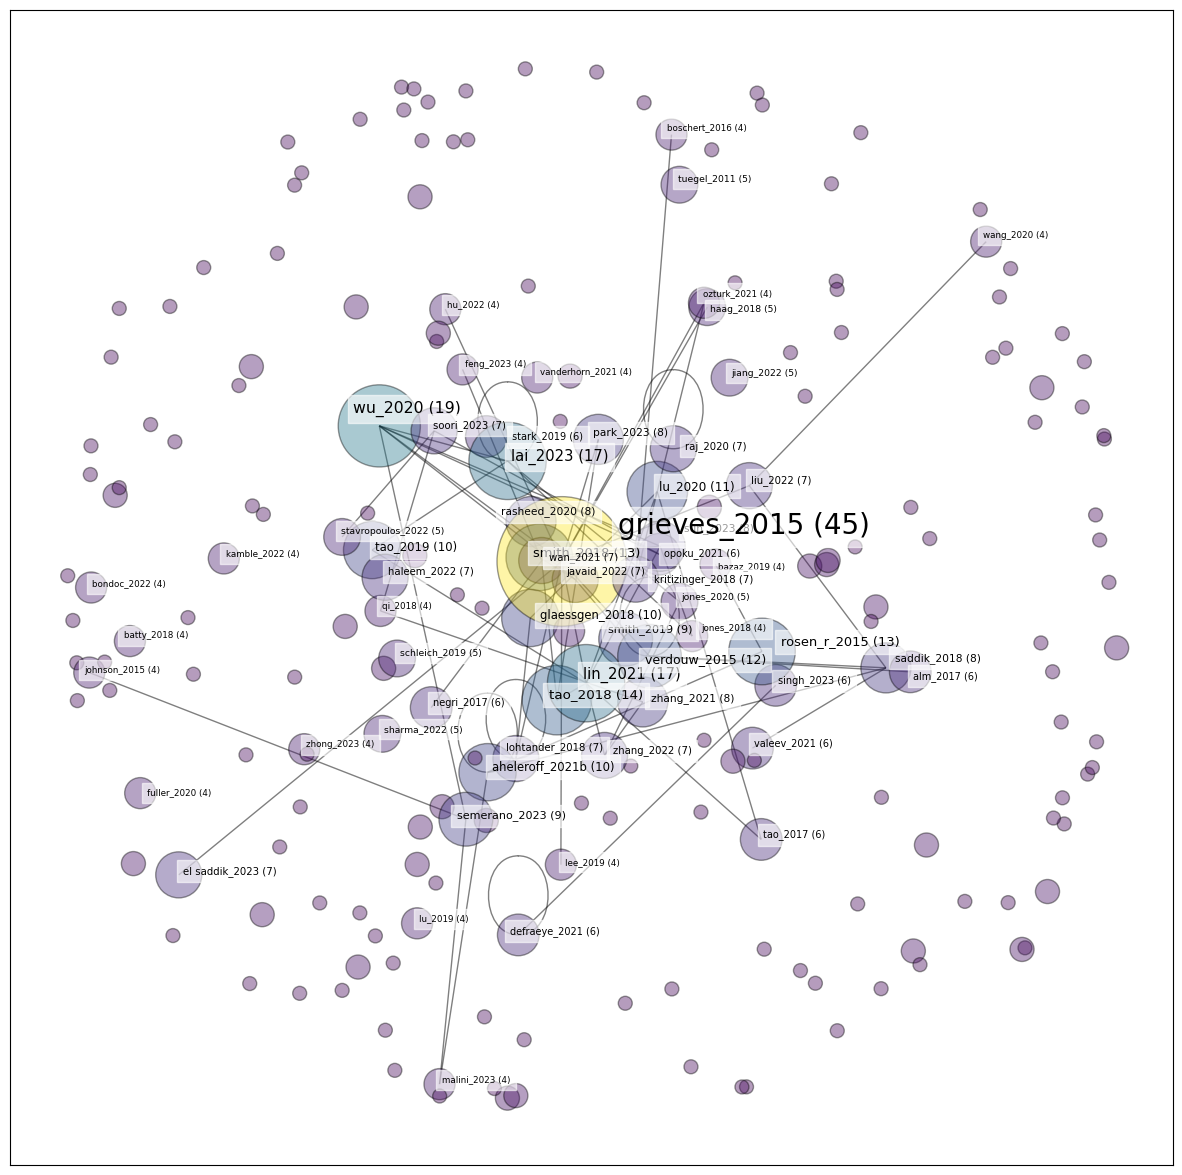 boschert_2016 (4)
tuegel_2011 (5)
wang_2020 (4)
ozturk_2021 (4)
hu_2022 (4)
haag_2018 (5)
feng_2023 (4)
vanderhorn_2021 (4)
jiang_2022 (5)
wu_2020 (19)
soori_2023 (7)
stark_2019 (6)
park_2023 (8)
raj_2020 (7)
lai_2023 (17)
liu_2022 (7)
lu_2020 (11)
rasheed_2020 (8)
grieves_2015 (45)
stavropoulos_2022 (5)
tao_2019 (10)
kamble_2022 (4)
smith_2018 (13)
wan_2021 (7)
opoku_2021 (6)
haleem_2022 (7)
javaid_2022 (7)
bazaz_2019 (4)
kritizinger_2018 (7)
bondoc_2022 (4)
jones_2020 (5)
qi_2018 (4)
glaessgen_2018 (10)
batty_2018 (4)
smith_2019 (9)
jones_2018 (4)
rosen_r_2015 (13)
schleich_2019 (5)
verdouw_2015 (12)
saddik_2018 (8)
johnson_2015 (4)
lin_2021 (17)
alm_2017 (6)
singh_2023 (6)
tao_2018 (14)
zhang_2021 (8)
negri_2017 (6)
sharma_2022 (5)
zhong_2023 (4)
lohtander_2018 (7)
zhang_2022 (7)
valeev_2021 (6)
aheleroff_2021b (10)
fuller_2020 (4)
semerano_2023 (9)
tao_2017 (6)
lee_2019 (4)
el saddik_2023 (7)
lu_2019 (4)
defraeye_2021 (6)
malini_2023 (4)